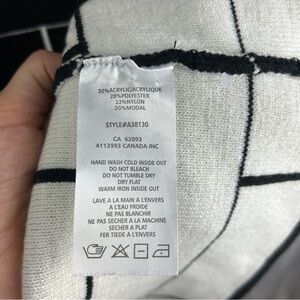 30%ACRYLIC/ACRYLIQUE
28%POLYESTER
22%NYLON
20%MODAL
STYLE#A38130
CA 62093
4113993 CANADA INC
HAND WASH COLD INSIDE OUT
DO NOT BLEACH
DO NOT TUMBLE DRY
DRY FLAT
WARM IRON INSIDE OUT
LAVE A LA MAIN A L'ENVERS
A L'EAU FROIDE
NE PAS BLANCHIR
NE PAS SECHER A LA MACHINE
SECHER A PLAT
FER TIEDE A L'ENVERS